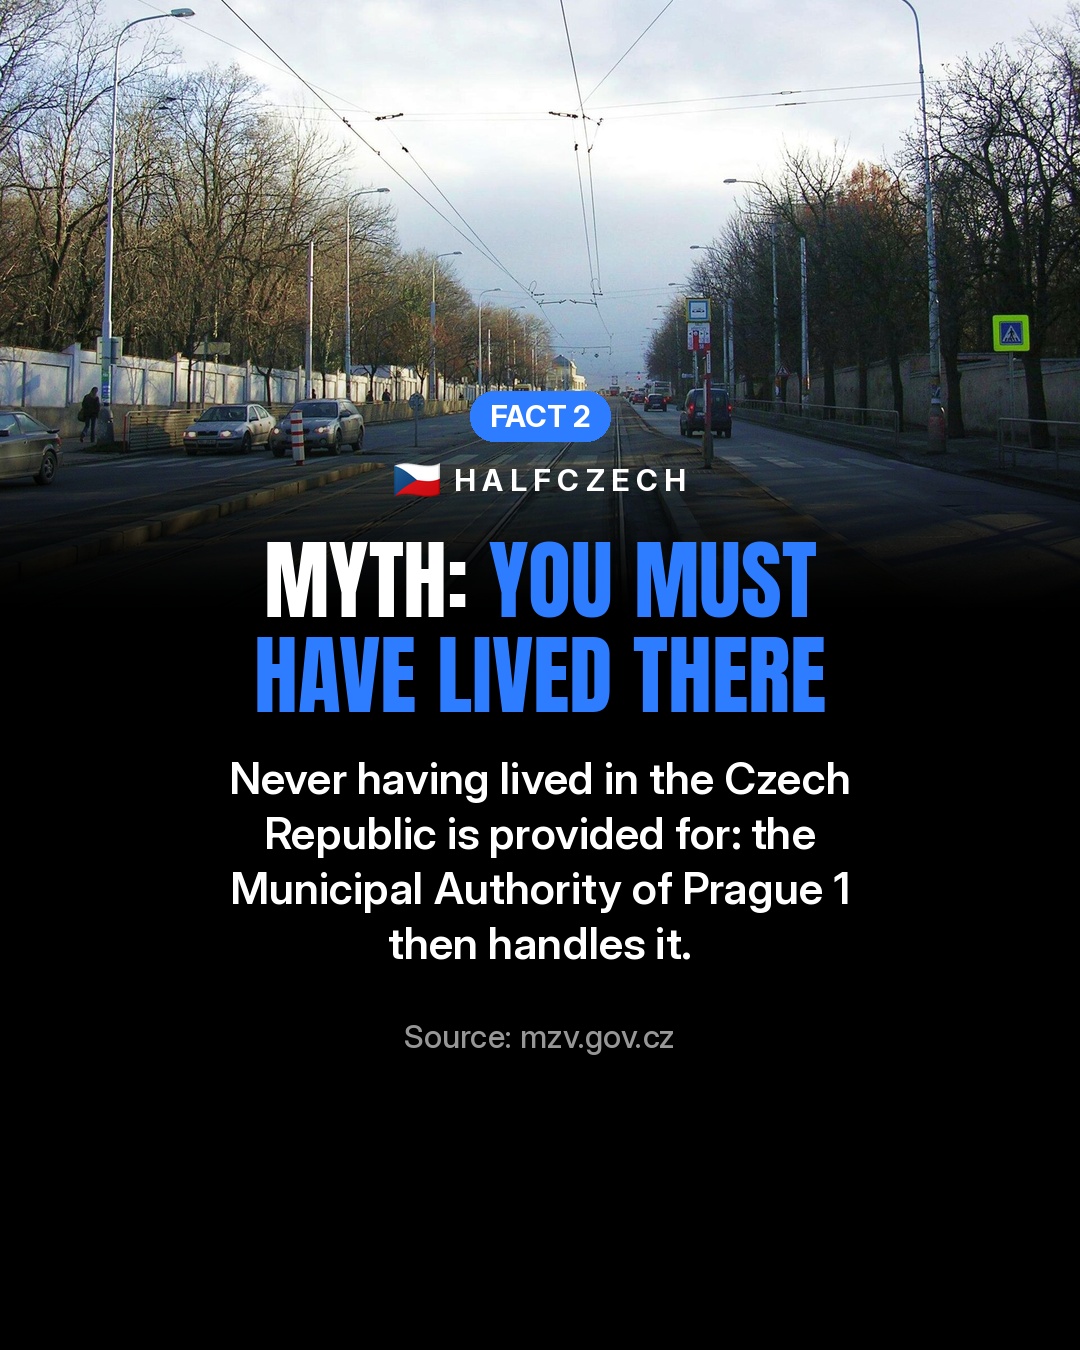 FACT 2
HALFCZECH
MYTH: YOU MUST
HAVE LIVED THERE
Never having lived in the Czech
Republic is provided for: the
Municipal Authority of Prague 1
then handles it.
Source: mzv.gov.cz